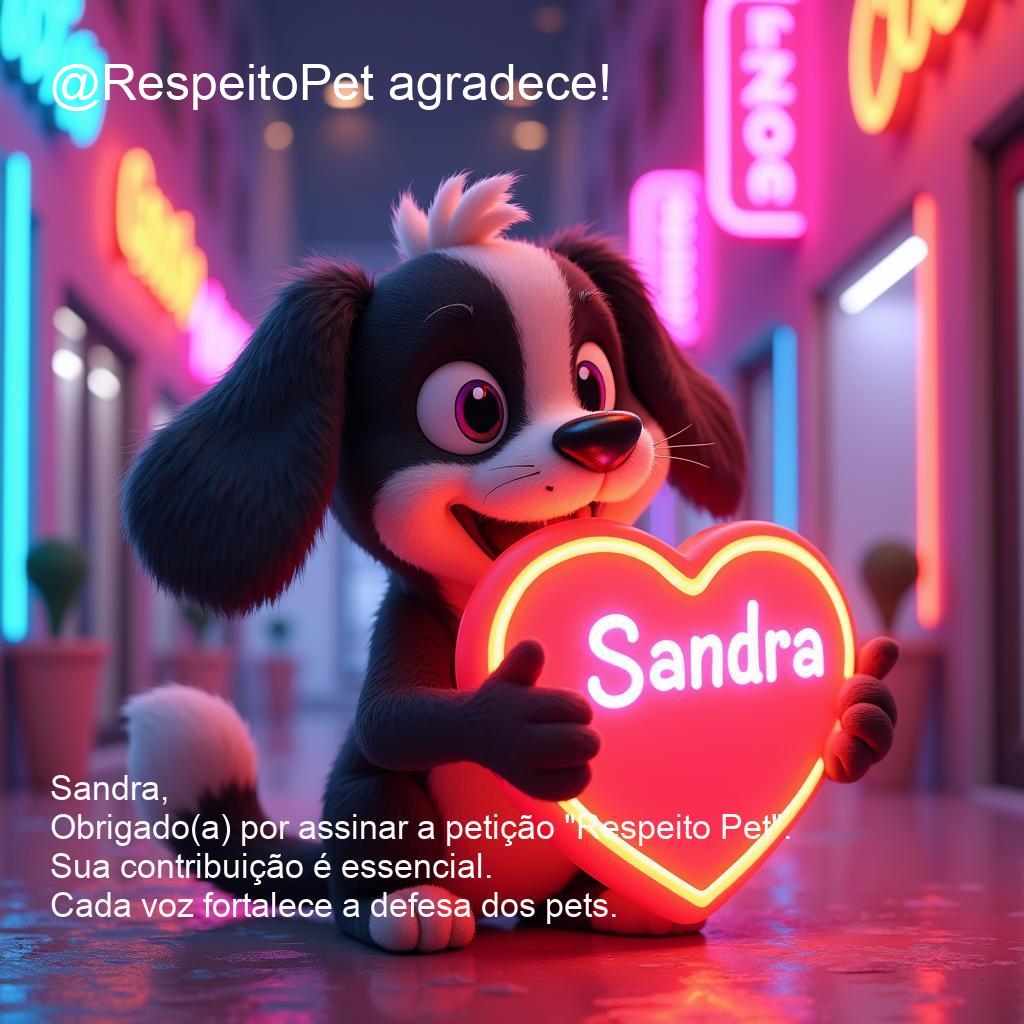 @RespeitoPet agradece!
Sandra
Sandra,
Obrigado(a) por assinar a petição "Respeito Pet".
Sua contribuição é essencial.
Cada voz fortalece a defesa dos pets.